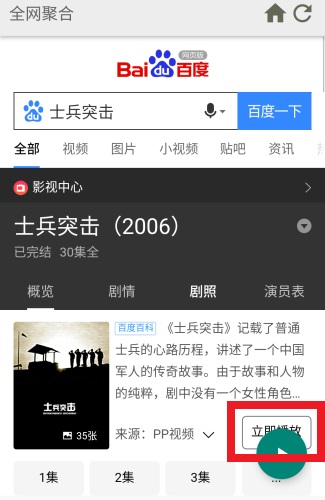 全网聚合
Bai du 百度 网页版
du 士兵突击 百度一下
全部 视频 图片 小视频 贴吧 资讯
影视中心
士兵突击（2006）
已完结 30集全
概览 剧情 剧照 演员表
百度百科 《士兵突击》记载了普通
士兵的心路历程，讲述了一个中国
军人的传奇故事。由于故事和人物
的纯粹，剧中没有一个女性角色...
士兵突击
35张
来源：PP视频 立即播放
1集 2集 3集 ...